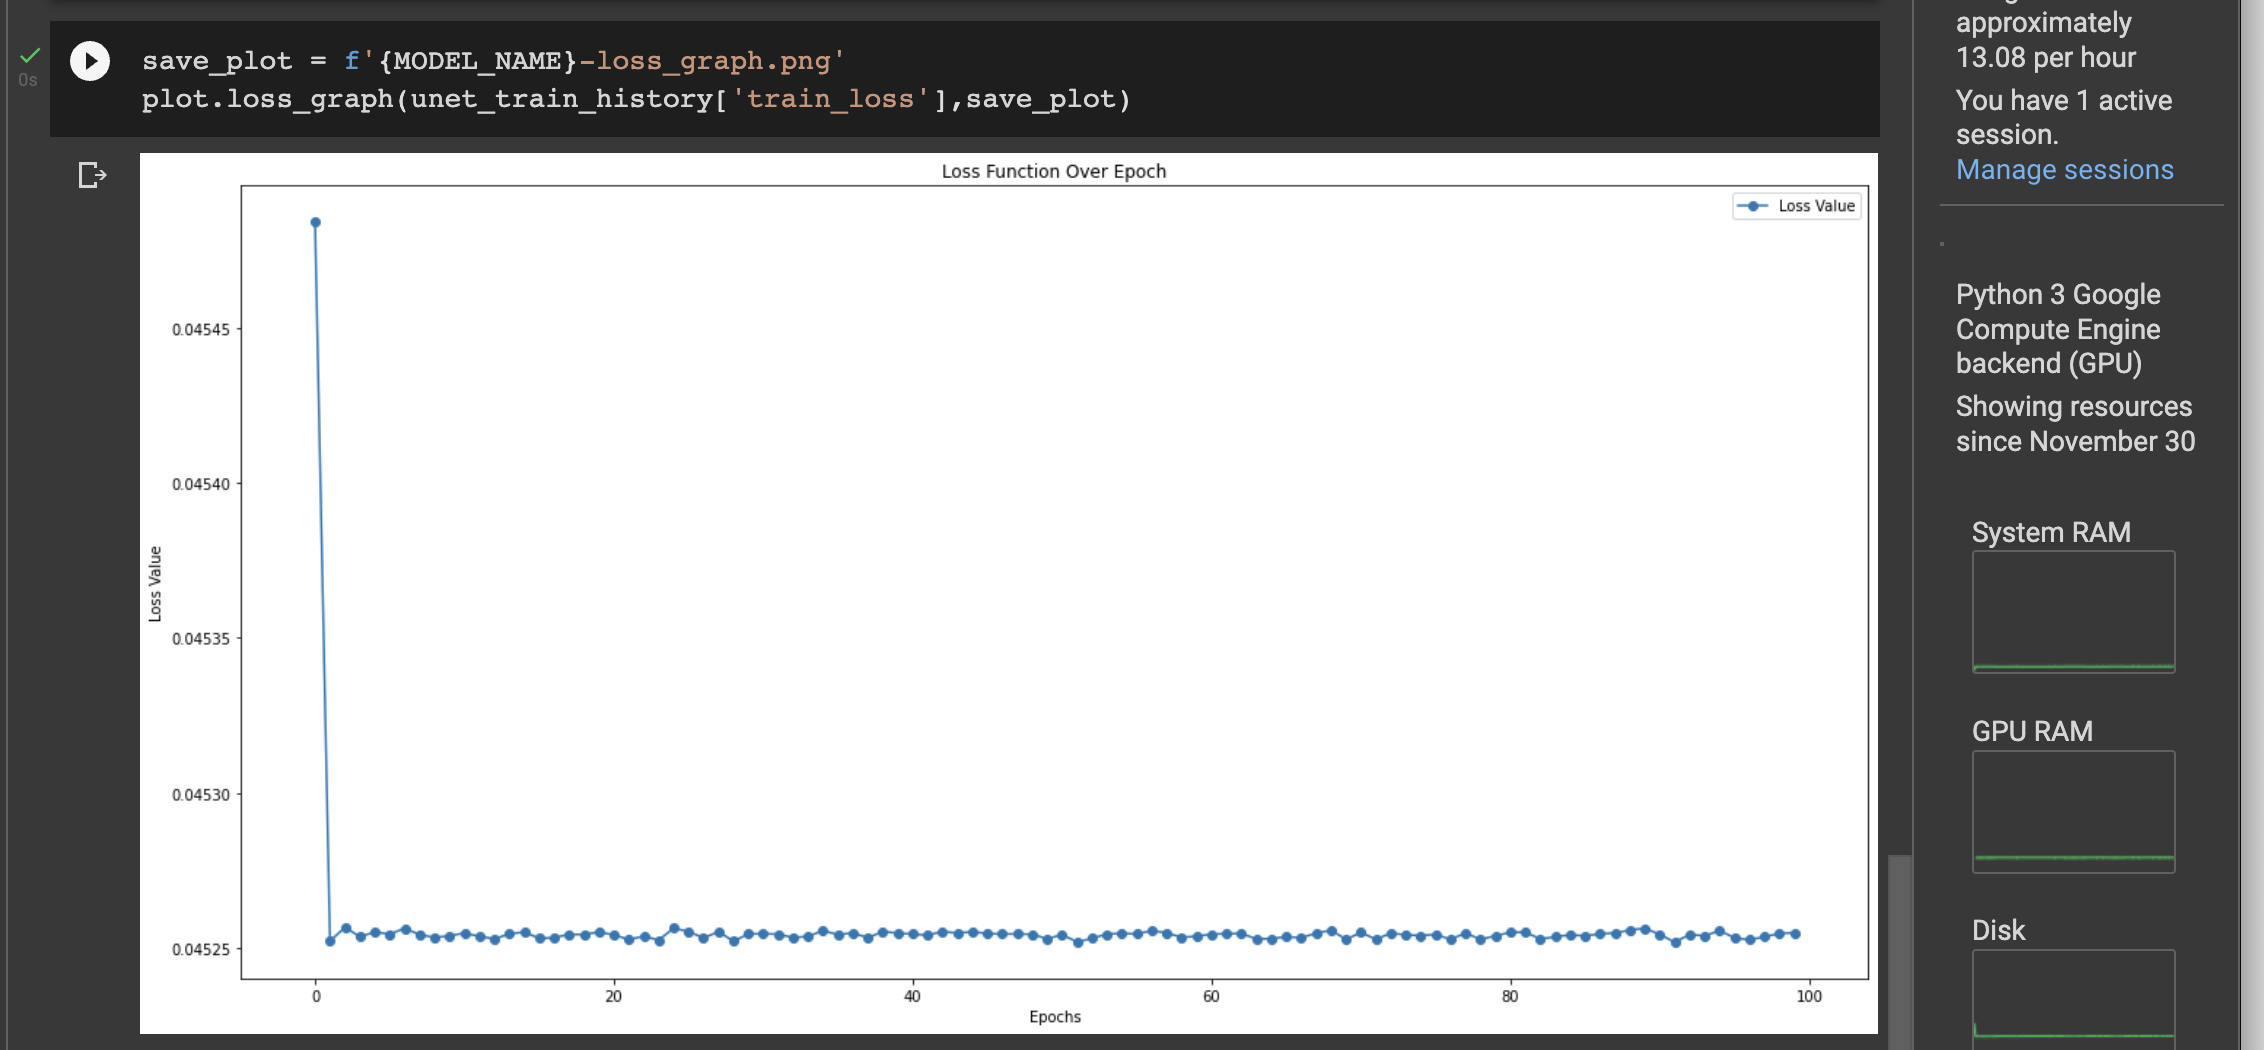 0s
save_plot = f'{MODEL_NAME}-loss_graph.png'
plot.loss_graph(unet_train_history['train_loss'],save_plot)
Loss Function Over Epoch
Loss Value
0.04545
0.04540
0.04535
0.04530
0.04525
Loss Value
0 20 40 60 80 100
Epochs
approximately
13.08 per hour
You have 1 active
session.
Manage sessions
Python 3 Google
Compute Engine
backend (GPU)
Showing resources
since November 30
System RAM
GPU RAM
Disk